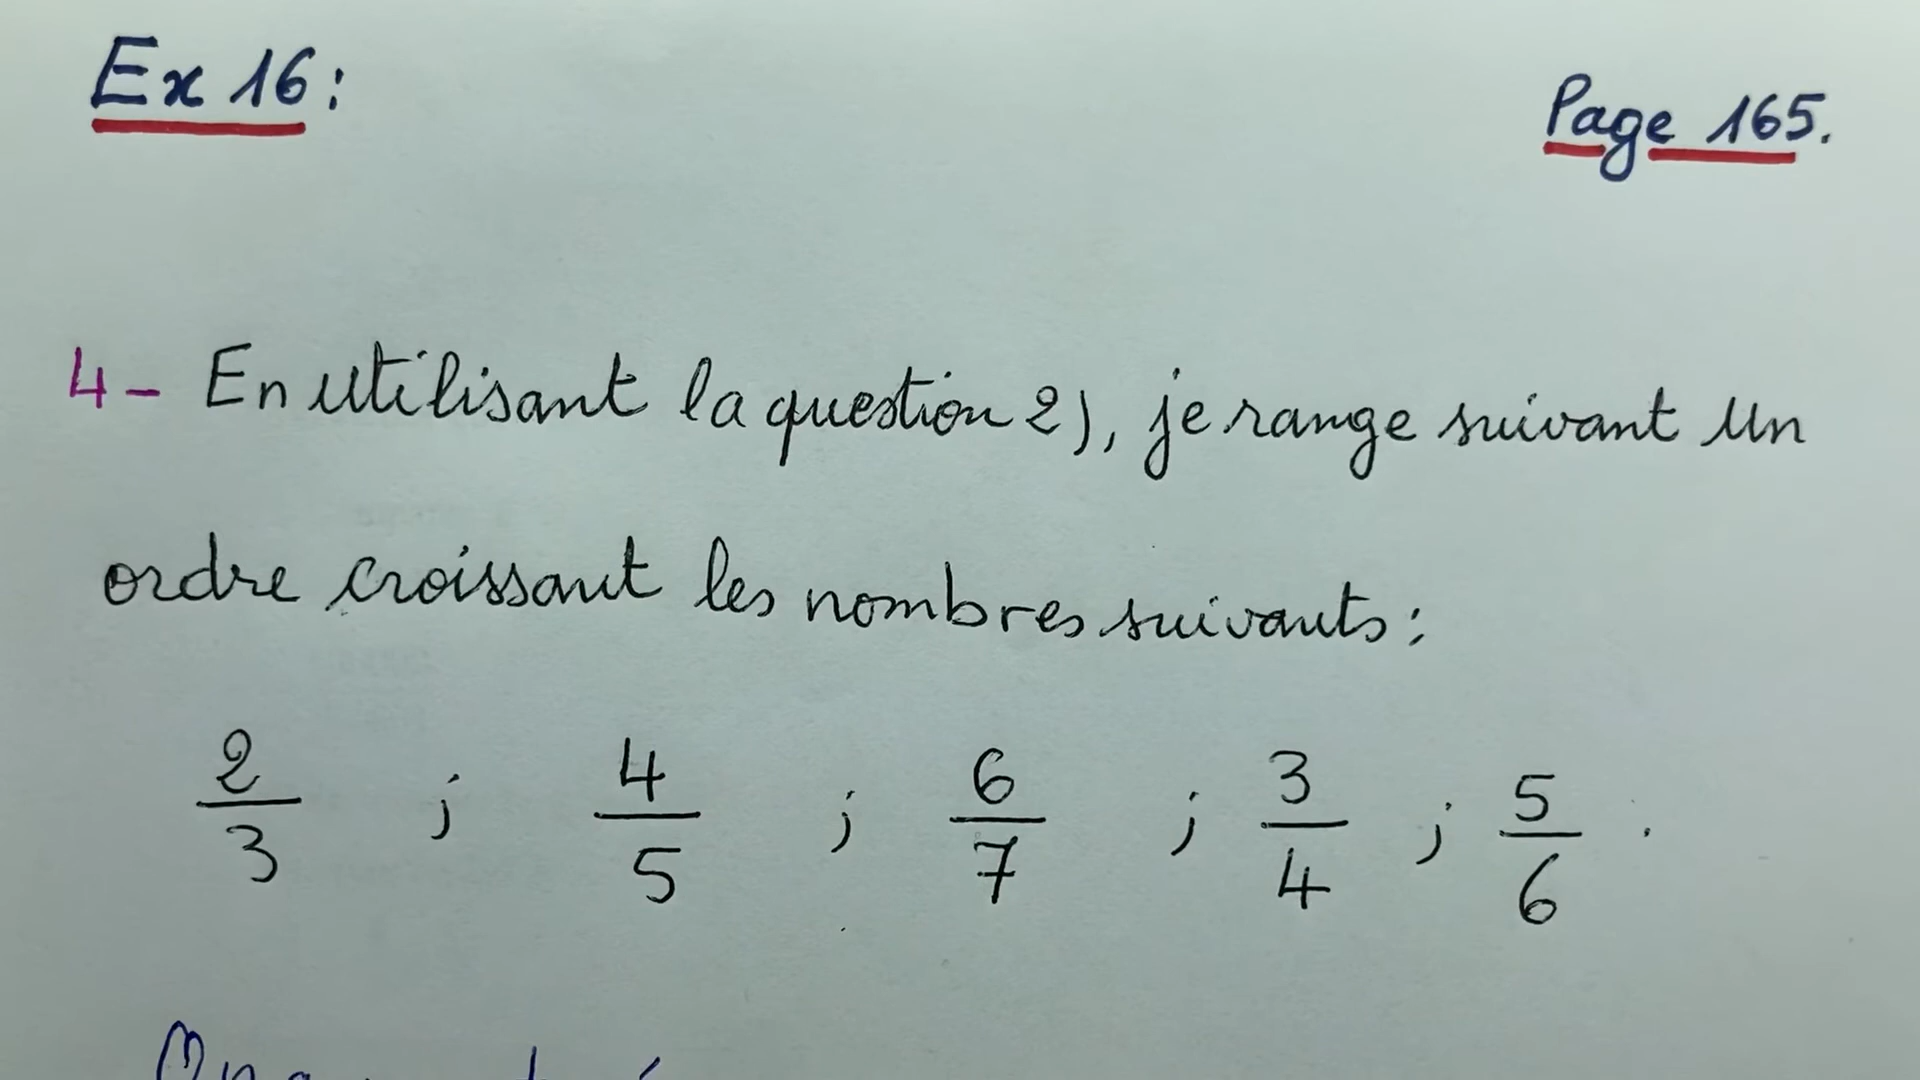 Ex 16:
Page 165.
4- En utilisant la question 2), je range suivant un
ordre croissant les nombres suivants:
2/3 ; 4/5 ; 6/7 ; 3/4 ; 5/6 .